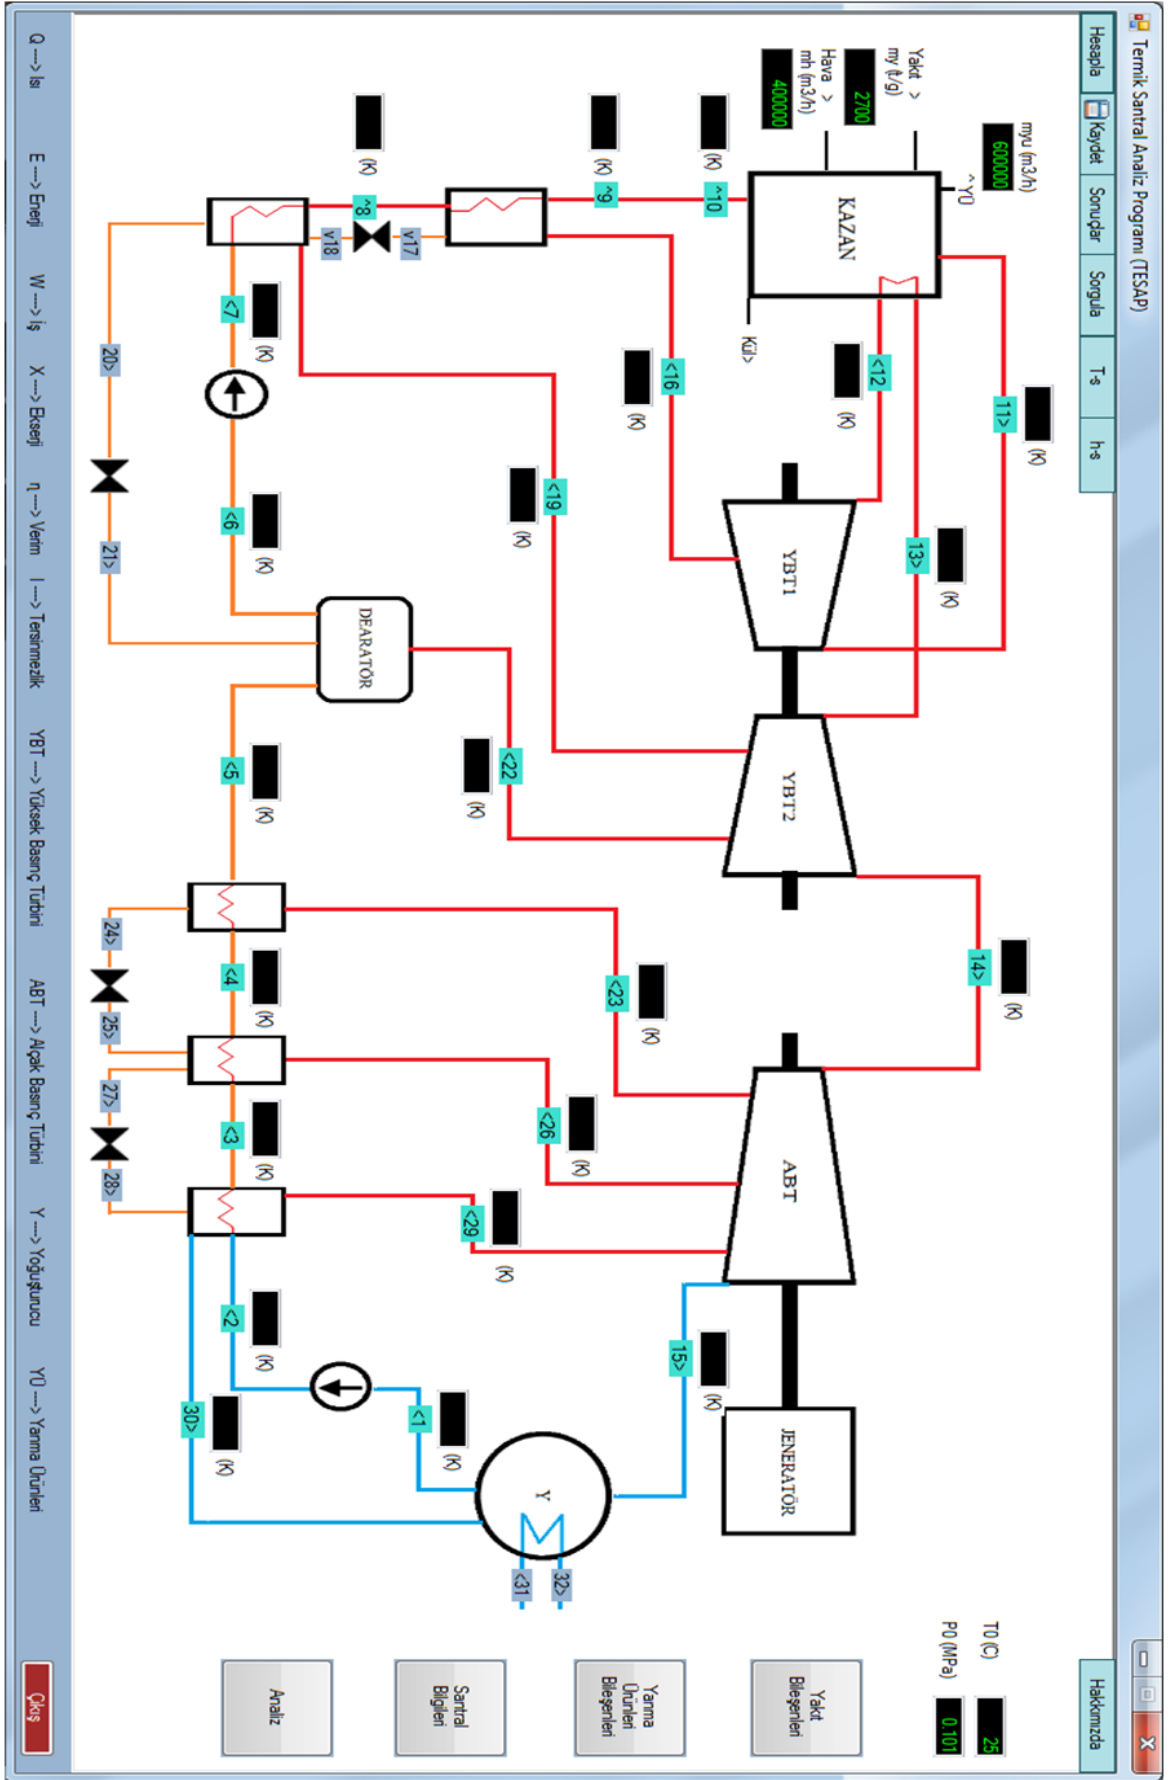 Termik Santral Analiz Programı (TESAP)
Hesapla
Kaydet
Sonuçlar
Sorgula
T-s
h-s
Hakkımızda
myu (m3/h)
600000
^YÜ
Yakıt >
my (t/g)
2700
Hava >
mh (m3/h)
400000
KAZAN
Kül>
11>
(K)
<12
(K)
13>
(K)
14>
(K)
T0 (C)
25
P0 (MPa)
0.101
YBT1
YBT2
ABT
JENERATÖR
^10
(K)
^9
(K)
^8
(K)
<16
(K)
<19
(K)
<22
(K)
<23
(K)
<26
(K)
<29
(K)
15>
(K)
v17
v18
DEARATÖR
Y
<31
32>
<7
(K)
<6
(K)
<5
(K)
<4
(K)
<3
(K)
<2
(K)
<1
(K)
30>
(K)
20>
21>
24>
25>
27>
28>
Yakıt
Bileşenleri
Yanma
Ürünleri
Bileşenleri
Santral
Bilgileri
Analiz
Q ---> Isı
E ---> Enerji
W ---> İş
X ---> Ekserji
η ---> Verim
I ---> Tersinmezlik
YBT ---> Yüksek Basınç Türbini
ABT ---> Alçak Basınç Türbini
Y ---> Yoğuşturucu
YÜ ---> Yanma Ürünleri
Çıkış